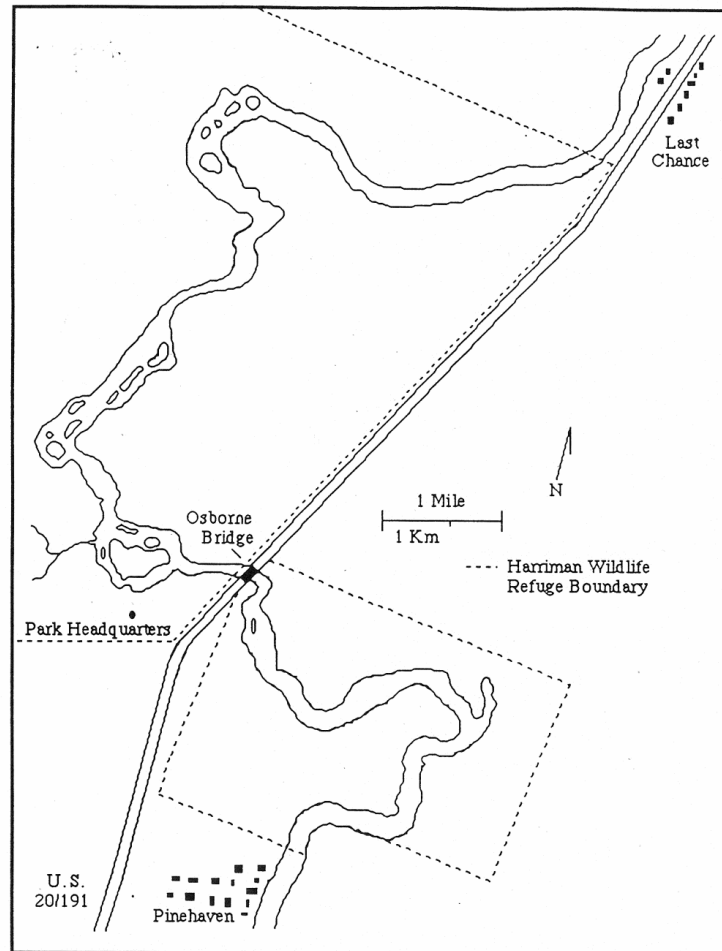 Last
Chance
Osborne
Bridge
N
1 Mile
1 Km
Harriman Wildlife
Refuge Boundary
Park Headquarters
U.S.
20/191
Pinehaven